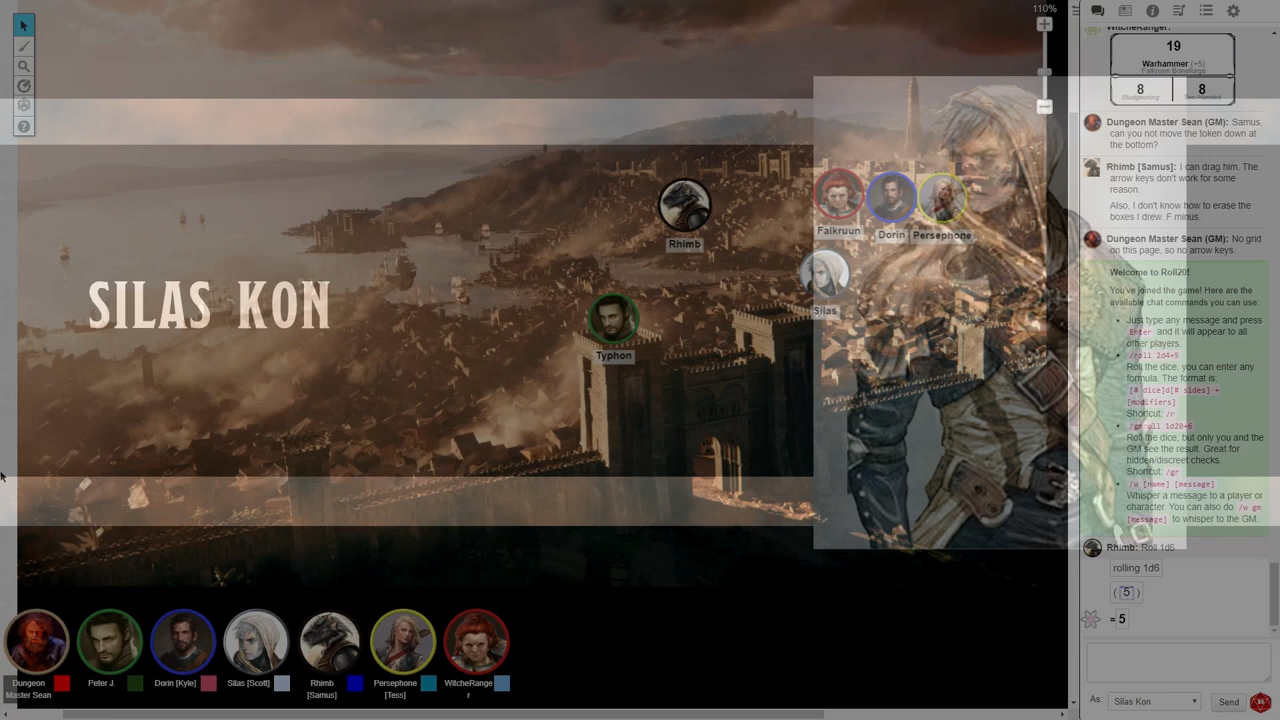 110%
SILAS KON
Rhimb
Typhon
Falkruun
Dorin
Persephone
Silas
Dungeon
Master Sean
Peter J.
Dorin [Kyle]
Silas [Scott]
Rhimb
[Samus]
Persephone
[Tess]
WitcheRange
r
WitcheRanger:
19
Warhammer (+5)
Falkruun Boneforge
8
8
Bludgeoning
Two-Handed
Dungeon Master Sean (GM): Samus,
can you not move the token down at
the bottom?
Rhimb [Samus]: I can drag him. The
arrow keys don't work for some
reason.
Also, I don't know how to erase the
boxes I drew. F minus.
Dungeon Master Sean (GM): No grid
on this page, so no arrow keys.
Welcome to Roll20!
You've joined the game! Here are the
available chat commands you can use:
• Just type any message and press
Enter and it will appear to all
other players.
• /roll 2d4+5
Roll the dice, you can enter any
formula. The format is:
[# dice]d[# sides] +
[modifiers]
Shortcut: /r
• /gmroll 1d20+6
Roll the dice, but only you and the
GM see the result. Great for
hidden/discreet checks.
Shortcut: /gr
• /w [name] [message]
Whisper a message to a player or
character. You can also do /w gm
[message] to whisper to the GM.
Rhimb: Roll 1d6
rolling 1d6
(5)
=5
As:
Silas Kon
Send